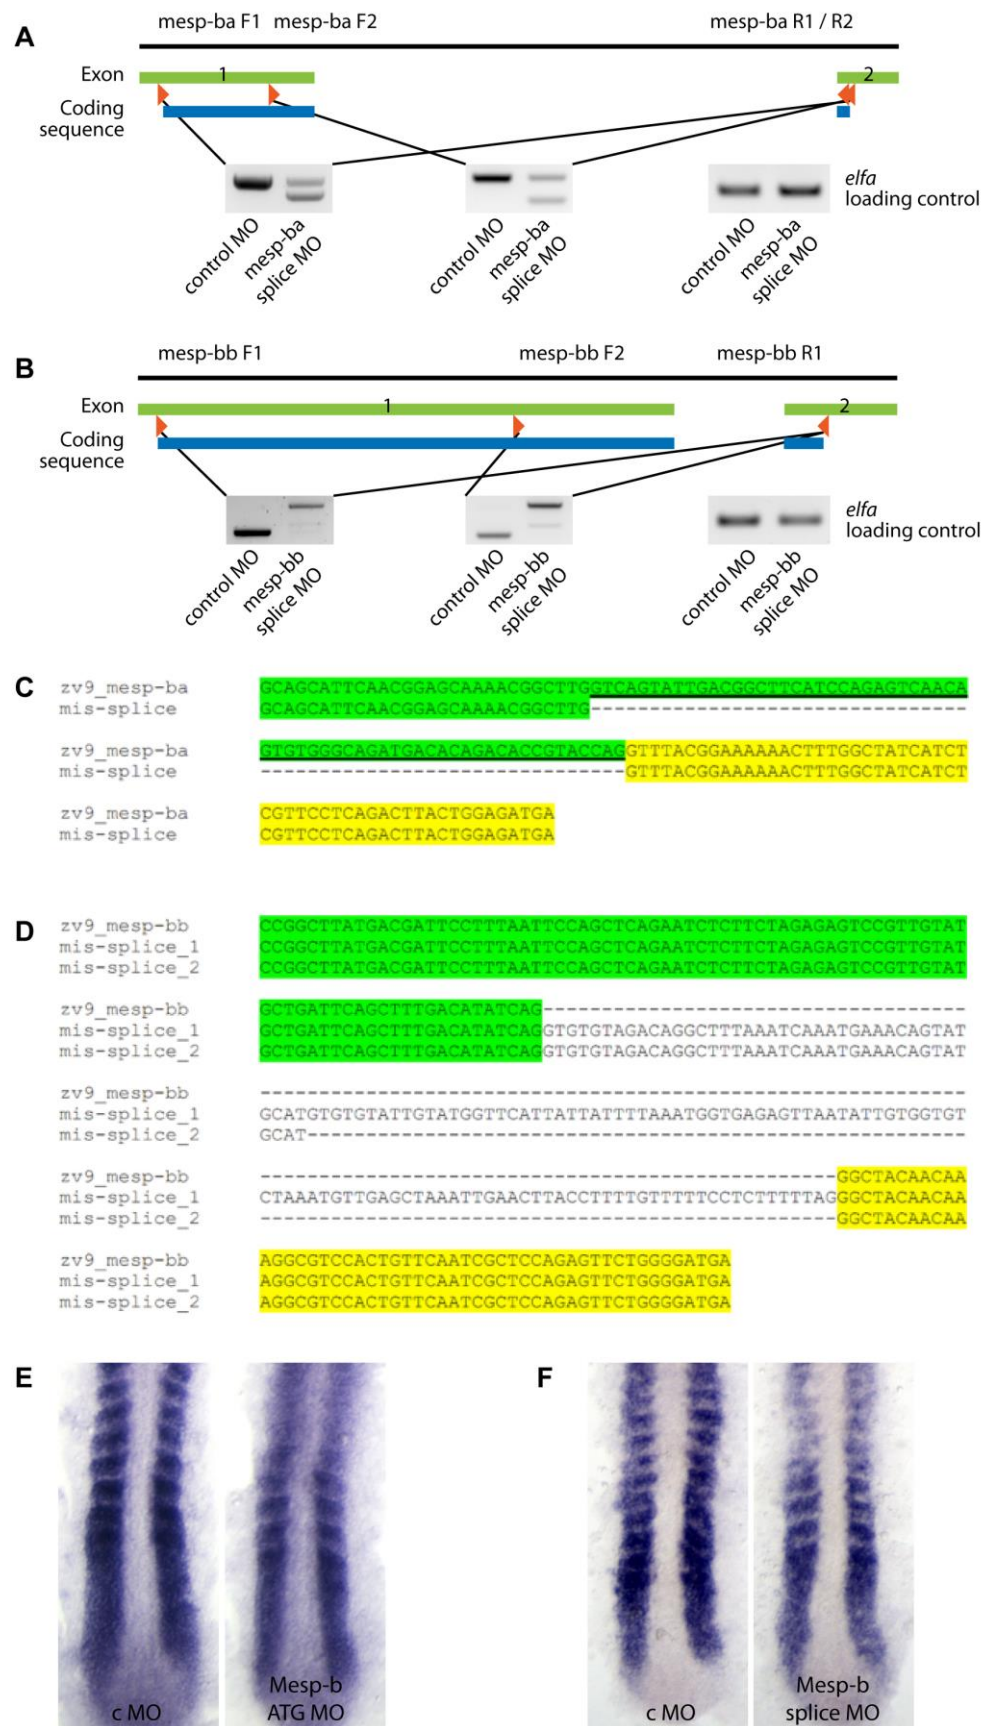 A
mesp-ba F1 mesp-ba F2 mesp-ba R1 / R2
Exon 1 2
Coding sequence
elfa
loading control
control MO
mesp-ba
splice MO
control MO
mesp-ba
splice MO
control MO
mesp-ba
splice MO
B
mesp-bb F1 mesp-bb F2 mesp-bb R1
Exon 1 2
Coding sequence
elfa
loading control
control MO
mesp-bb
splice MO
control MO
mesp-bb
splice MO
control MO
mesp-bb
splice MO
C
zv9_mesp-ba GCAGCATTCAACGGAGCAAAACGGCTTGGTCAGTATTGACGGCTTCATCCAGAGTCAACA
mis-splice GCAGCATTCAACGGAGCAAAACGGCTTG--------------------------------
zv9_mesp-ba GTGTGGGCAGATGACACAGACACCGTACCAGGTTTACGGAAAAAACTTTGGCTATCATCT
mis-splice -------------------------------GTTTACGGAAAAAACTTTGGCTATCATCT
zv9_mesp-ba CGTTCCTCAGACTTACTGGAGATGA
mis-splice CGTTCCTCAGACTTACTGGAGATGA
D
zv9_mesp-bb CCGGCTTATGACGATTCCTTTAATTCCAGCTCAGAATCTCTTCTAGAGAGTCCGTTGTAT
mis-splice_1 CCGGCTTATGACGATTCCTTTAATTCCAGCTCAGAATCTCTTCTAGAGAGTCCGTTGTAT
mis-splice_2 CCGGCTTATGACGATTCCTTTAATTCCAGCTCAGAATCTCTTCTAGAGAGTCCGTTGTAT
zv9_mesp-bb GCTGATTCAGCTTTGACATATCAG------------------------------------
mis-splice_1 GCTGATTCAGCTTTGACATATCAGGTGTGTAGACAGGCTTTAAATCAAATGAAACAGTAT
mis-splice_2 GCTGATTCAGCTTTGACATATCAGGTGTGTAGACAGGCTTTAAATCAAATGAAACAGTAT
zv9_mesp-bb ------------------------------------------------------------
mis-splice_1 GCATGTGTGTATTGTATGGTTCATTATTATTTTAAATGGTGAGAGTTAATATTGTGGTGT
mis-splice_2 GCAT--------------------------------------------------------
zv9_mesp-bb -------------------------------------------------GGCTACAACAA
mis-splice_1 CTAAATGTTGAGCTAAATTGAACTTACCTTTTGTTTTTCCTCTTTTTAGGGCTACAACAA
mis-splice_2 -------------------------------------------------GGCTACAACAA
zv9_mesp-bb AGGCGTCCACTGTTCAATCGCTCCAGAGTTCTGGGGATGA
mis-splice_1 AGGCGTCCACTGTTCAATCGCTCCAGAGTTCTGGGGATGA
mis-splice_2 AGGCGTCCACTGTTCAATCGCTCCAGAGTTCTGGGGATGA
E
c MO
Mesp-b
ATG MO
F
c MO
Mesp-b
splice MO